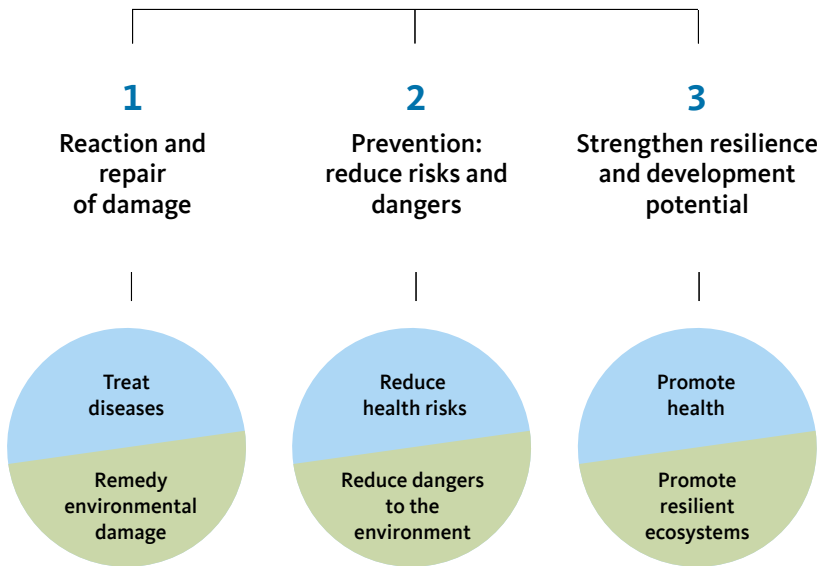 1
Reaction and
repair
of damage
2
Prevention:
reduce risks and
dangers
3
Strengthen resilience
and development
potential
Treat
diseases
Remedy
environmental
damage
Reduce
health risks
Reduce dangers
to the
environment
Promote
health
Promote
resilient
ecosystems